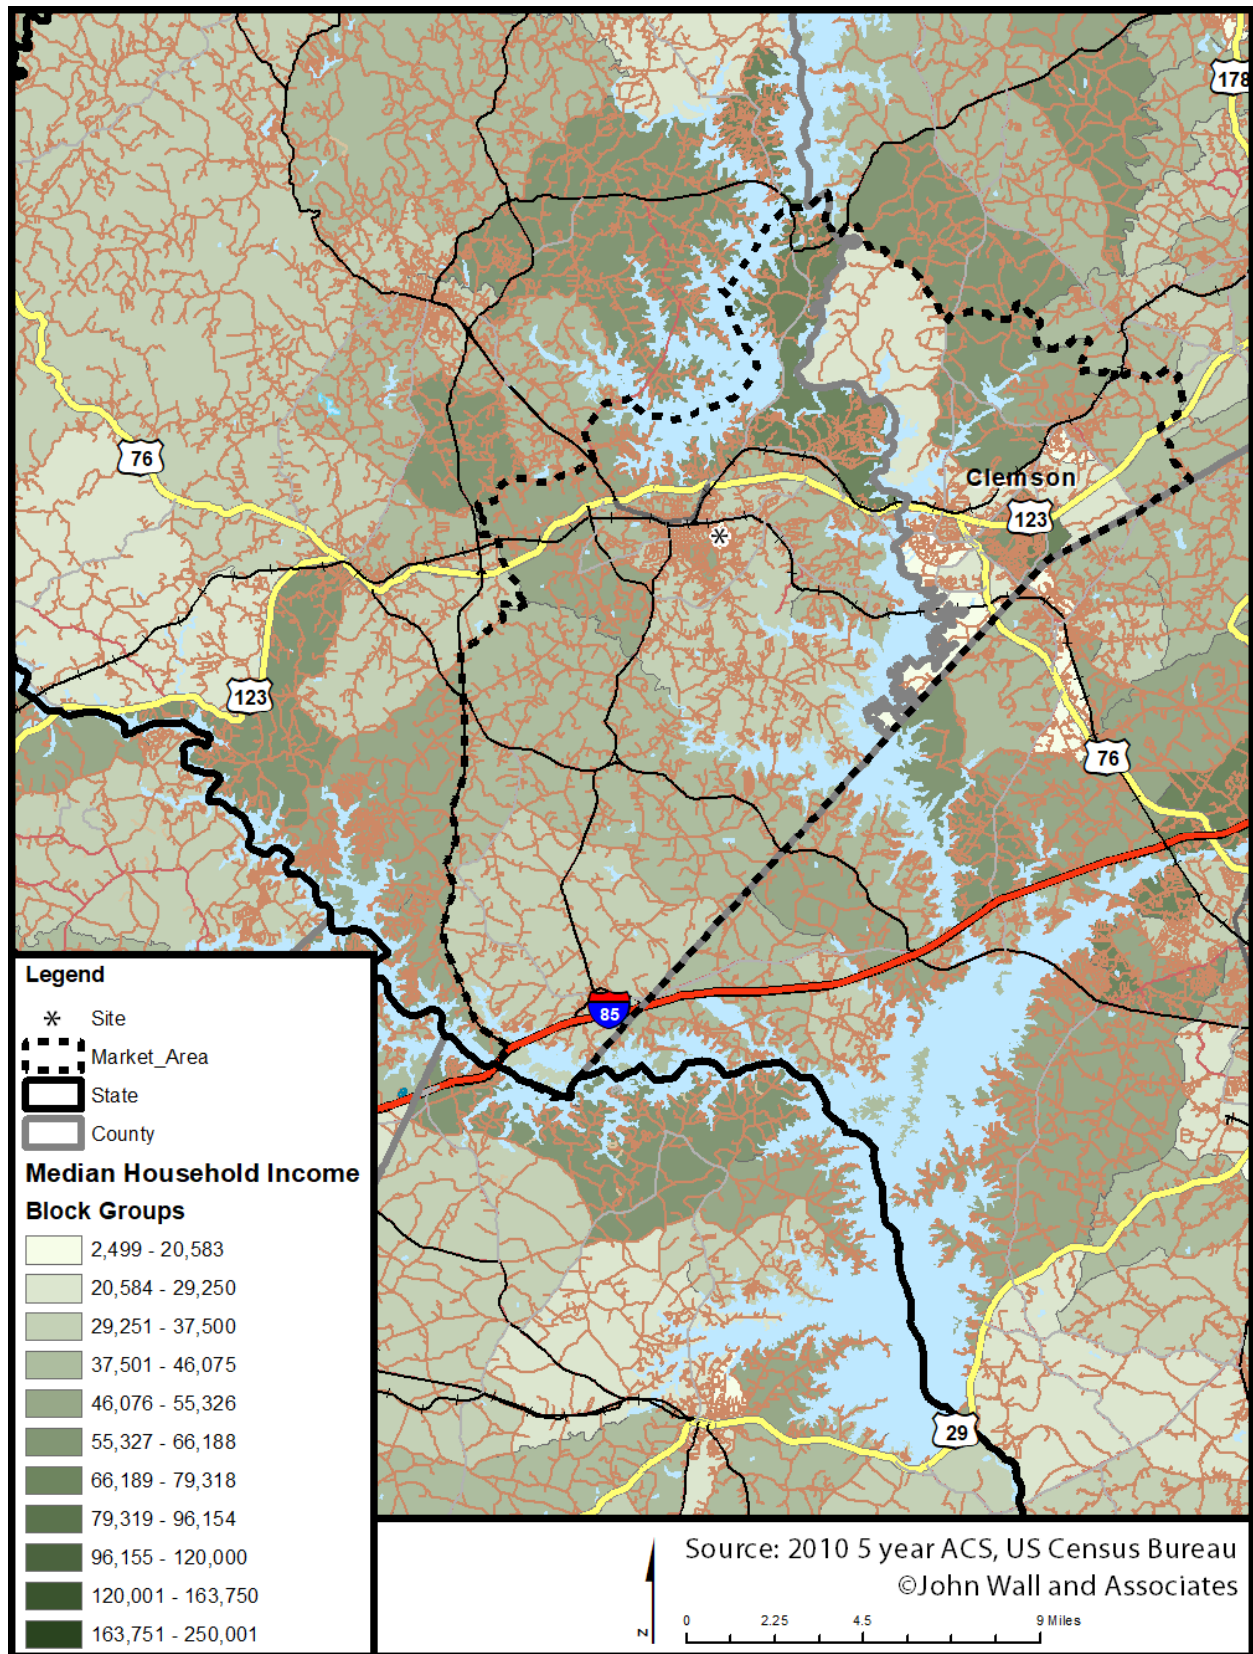 178
76
Clemson
123
123
76
85
29
Legend
Site
Market_Area
State
County
Median Household Income
Block Groups
2,499 - 20,583
20,584 - 29,250
29,251 - 37,500
37,501 - 46,075
46,076 - 55,326
55,327 - 66,188
66,189 - 79,318
79,319 - 96,154
96,155 - 120,000
120,001 - 163,750
163,751 - 250,001
Source: 2010 5 year ACS, US Census Bureau
©John Wall and Associates
N
0 2.25 4.5 9 Miles